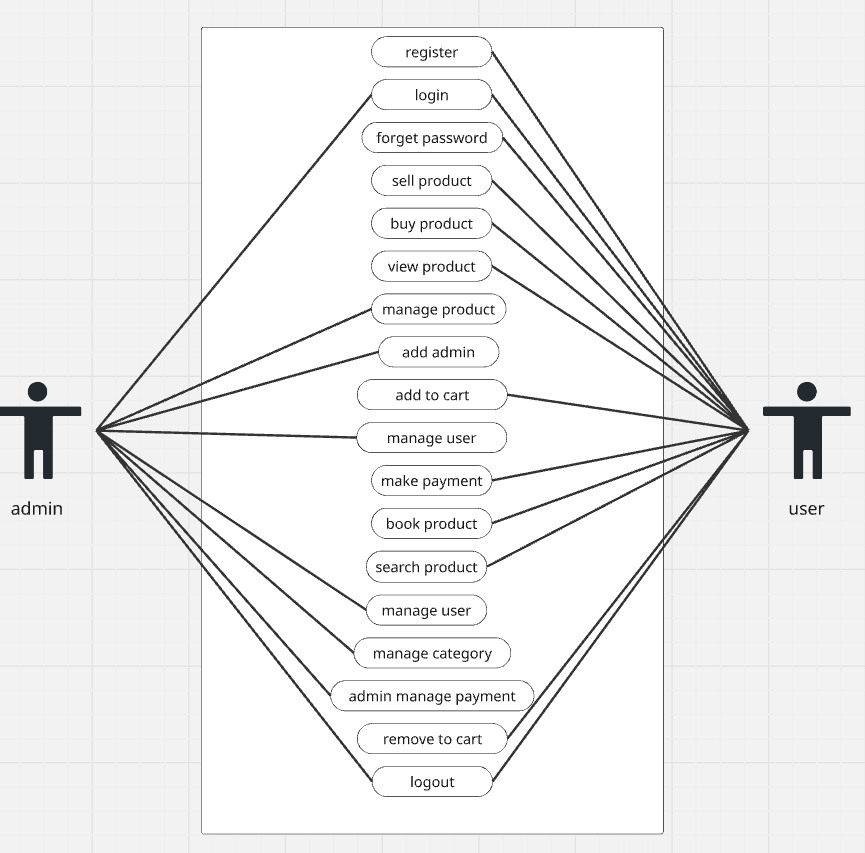 register
login
forget password
sell product
buy product
view product
manage product
add admin
add to cart
manage user
make payment
book product
search product
manage user
manage category
admin manage payment
remove to cart
logout
admin
user